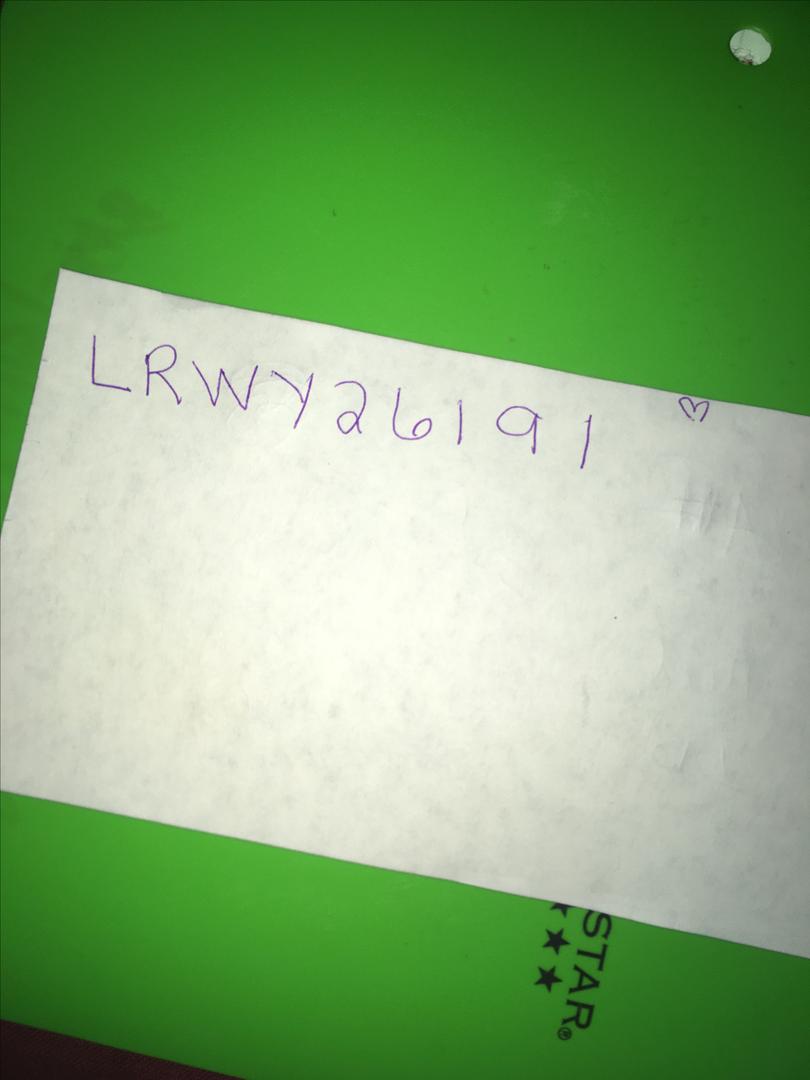 LRWY26191 ♡
STAR®
★★★